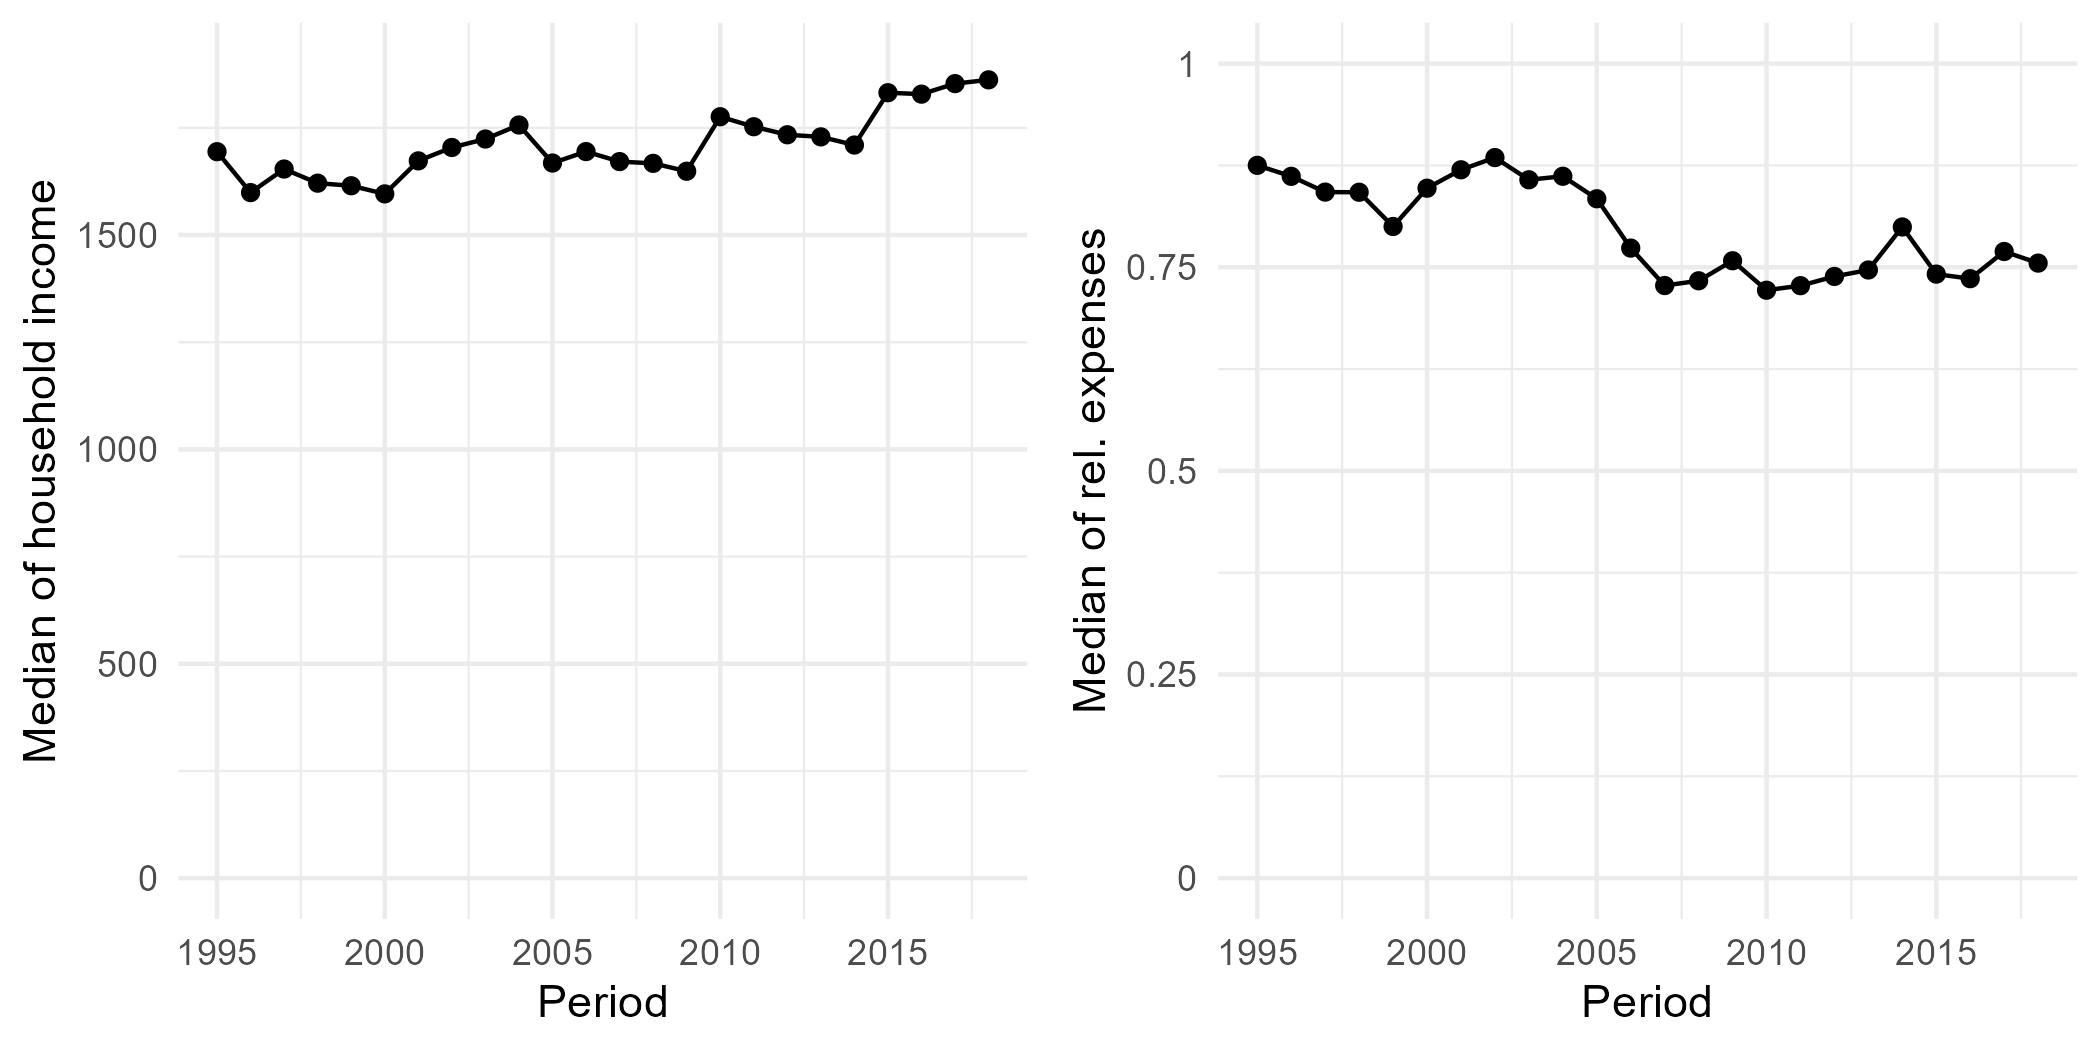 Median of household income
1500
1000
500
0
1995 2000 2005 2010 2015
Period
Median of rel. expenses
1
0.75
0.5
0.25
0
1995 2000 2005 2010 2015
Period